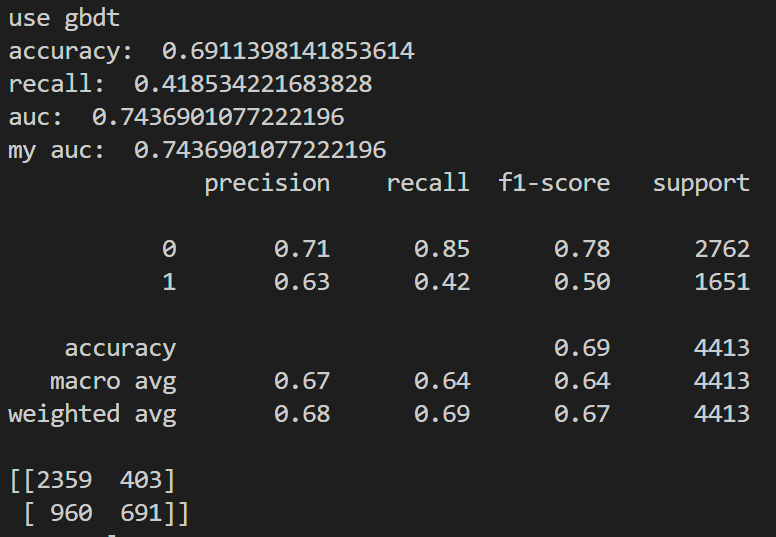 use gbdt
accuracy:  0.6911398141853614
recall:  0.418534221683828
auc:  0.7436901077222196
my auc:  0.7436901077222196
              precision    recall  f1-score   support
           0       0.71      0.85      0.78      2762
           1       0.63      0.42      0.50      1651
    accuracy                           0.69      4413
   macro avg       0.67      0.64      0.64      4413
weighted avg       0.68      0.69      0.67      4413
[[2359  403]
 [ 960  691]]